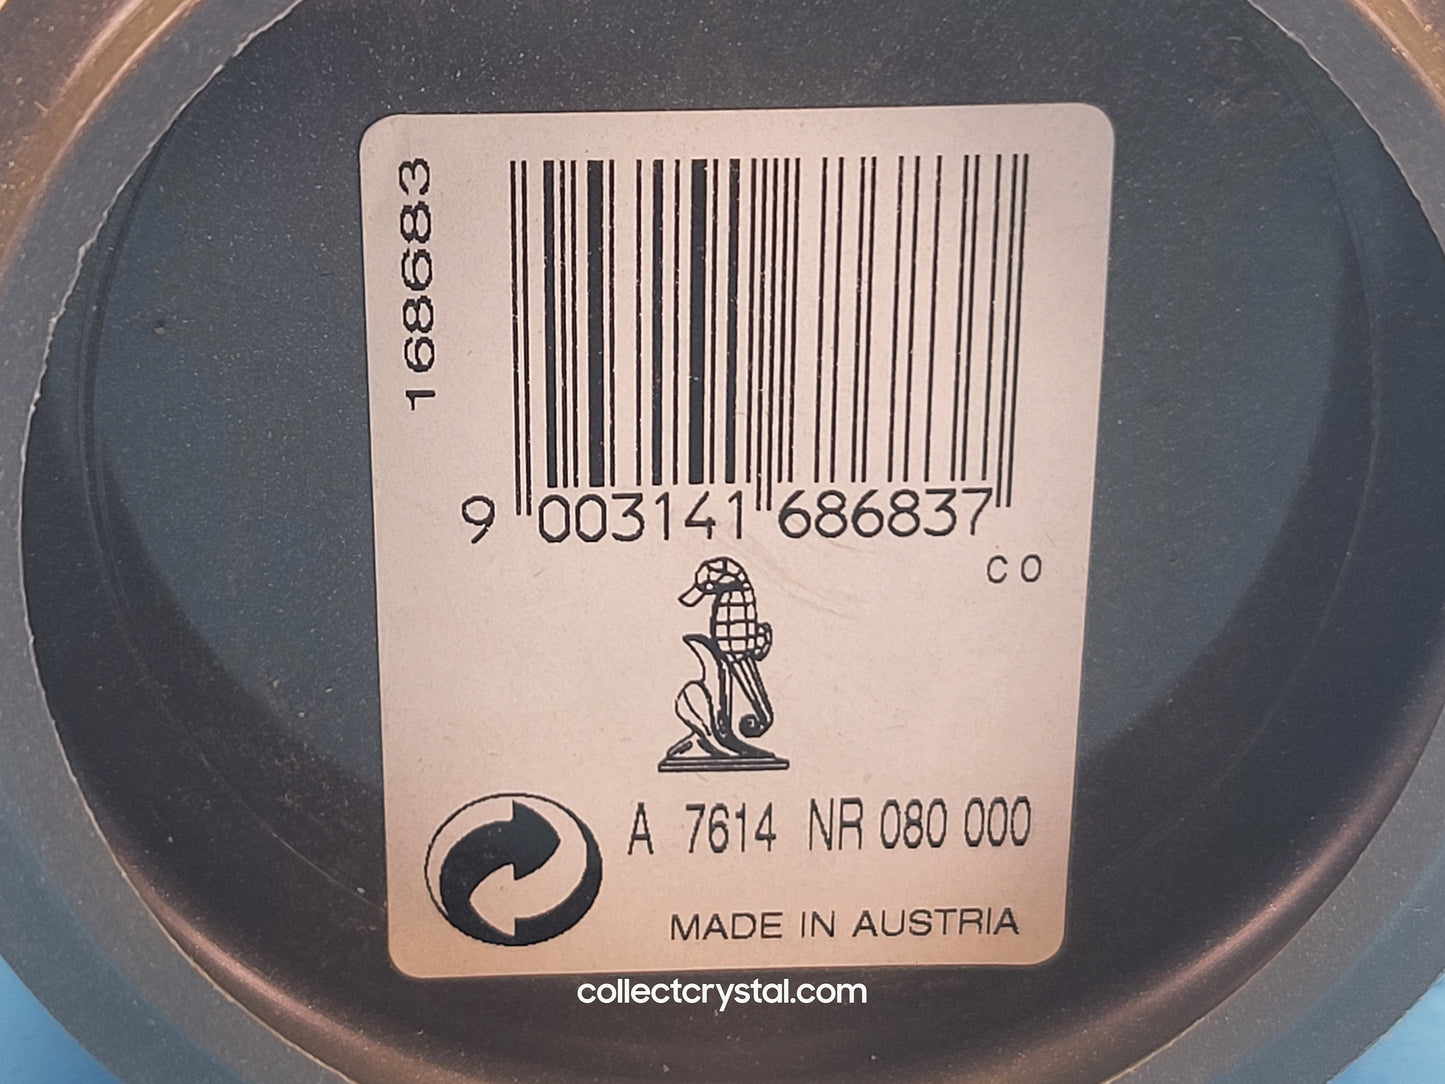 168683
9 003141 686837
CO
A 7614 NR 080 000
MADE IN AUSTRIA
collectcrystal.com